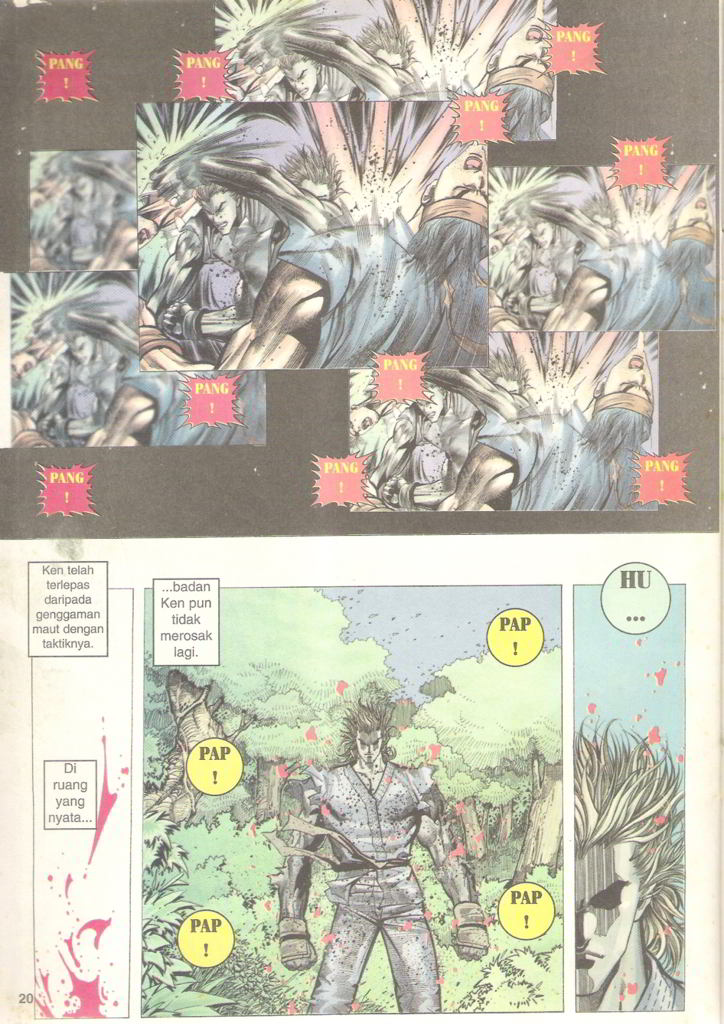 PANG
!
PANG
!
PANG
!
PANG
!
PANG
!
PANG
!
PANG
!
PANG
!
PANG
!
PANG
!
Ken telah
terlepas
daripada
genggaman
maut dengan
taktiknya.
Di
ruang
yang
nyata...
...badan
Ken pun
tidak
merosak
lagi.
PAP
!
PAP
!
PAP
!
PAP
!
HU
...
20